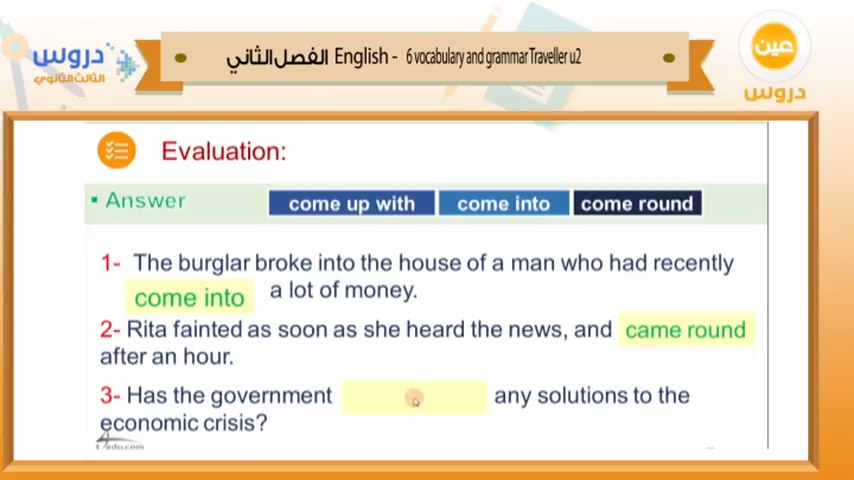 دروس
الثالث الثانوي
English - 6 vocabulary and grammar Traveller u2 الفصل الثاني
عين
دروس
Evaluation:
▪ Answer
come up with come into come round
1- The burglar broke into the house of a man who had recently
come into a lot of money.
2- Rita fainted as soon as she heard the news, and came round
after an hour.
3- Has the government any solutions to the
economic crisis?